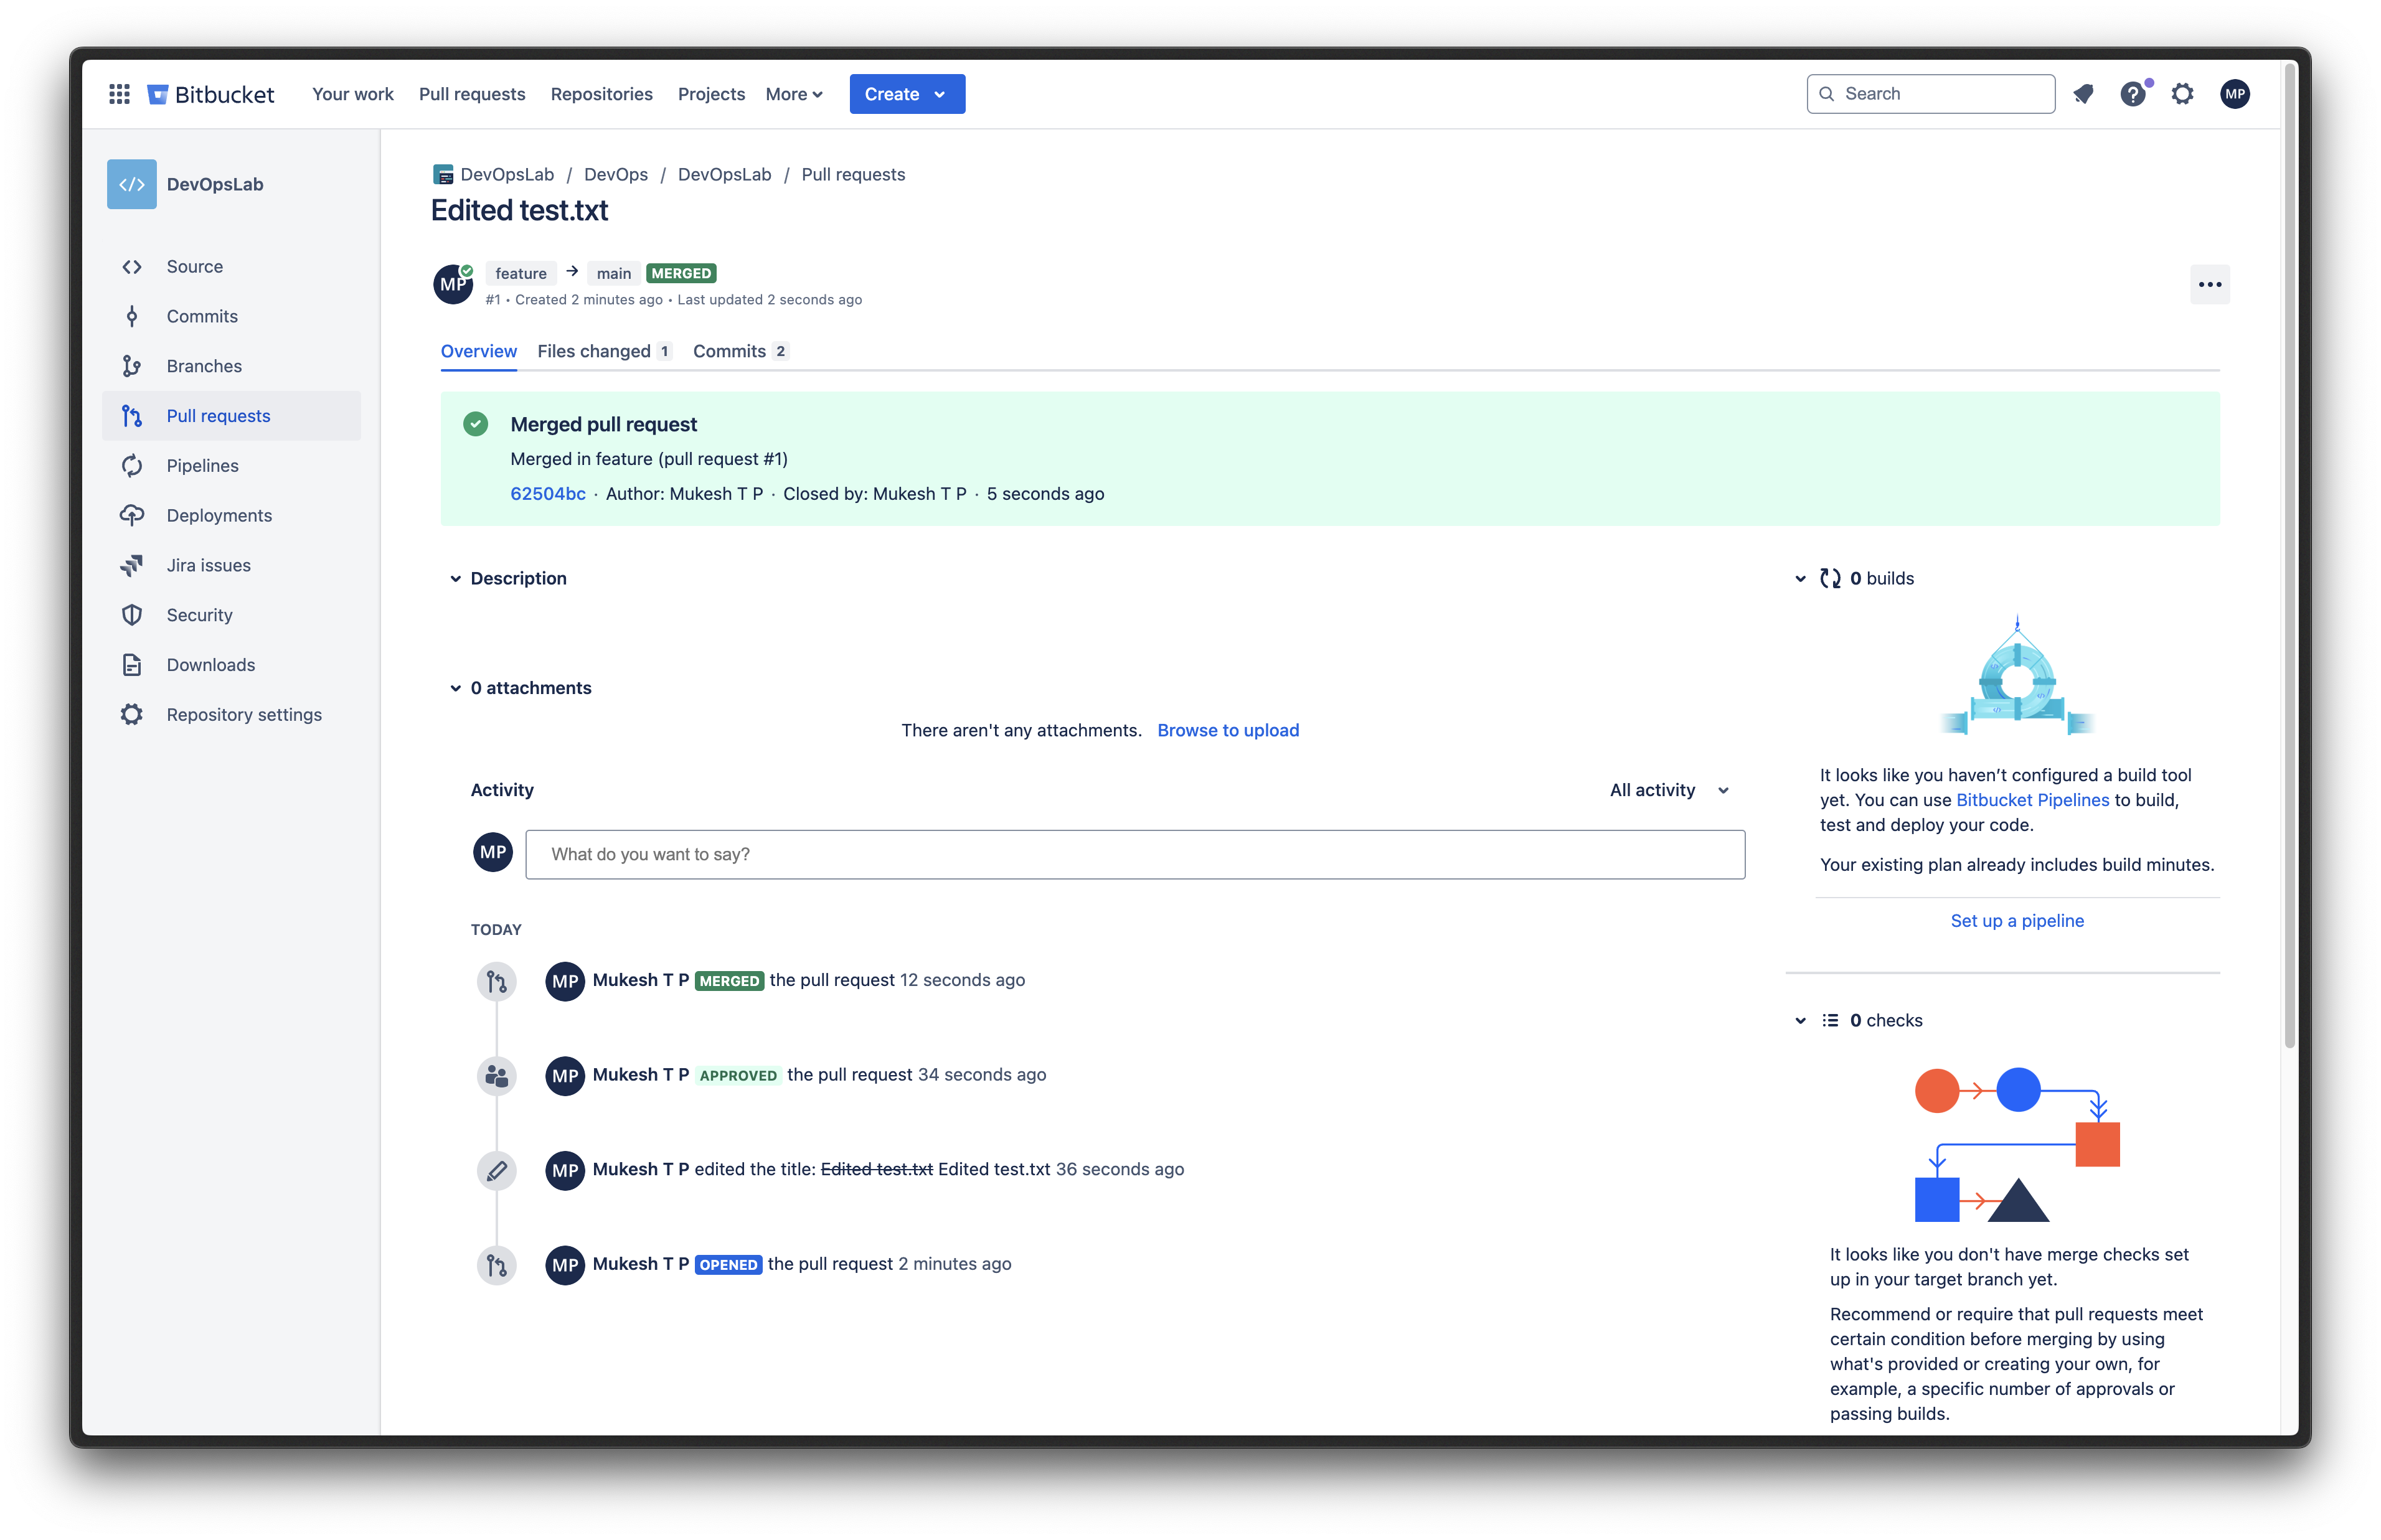 Bitbucket
Your work
Pull requests
Repositories
Projects
More
Create
Search
MP
DevOpsLab
Source
Commits
Branches
Pull requests
Pipelines
Deployments
Jira issues
Security
Downloads
Repository settings
DevOpsLab / DevOps / DevOpsLab / Pull requests
Edited test.txt
MP
feature → main MERGED
#1 • Created 2 minutes ago • Last updated 2 seconds ago
Overview
Files changed 1
Commits 2
Merged pull request
Merged in feature (pull request #1)
62504bc · Author: Mukesh T P · Closed by: Mukesh T P · 5 seconds ago
Description
0 attachments
There aren't any attachments. Browse to upload
Activity
All activity
MP
What do you want to say?
TODAY
MP Mukesh T P MERGED the pull request 12 seconds ago
MP Mukesh T P APPROVED the pull request 34 seconds ago
MP Mukesh T P edited the title: Edited test.txt Edited test.txt 36 seconds ago
MP Mukesh T P OPENED the pull request 2 minutes ago
0 builds
It looks like you haven’t configured a build tool
yet. You can use Bitbucket Pipelines to build,
test and deploy your code.
Your existing plan already includes build minutes.
Set up a pipeline
0 checks
It looks like you don't have merge checks set
up in your target branch yet.
Recommend or require that pull requests meet
certain condition before merging by using
what's provided or creating your own, for
example, a specific number of approvals or
passing builds.